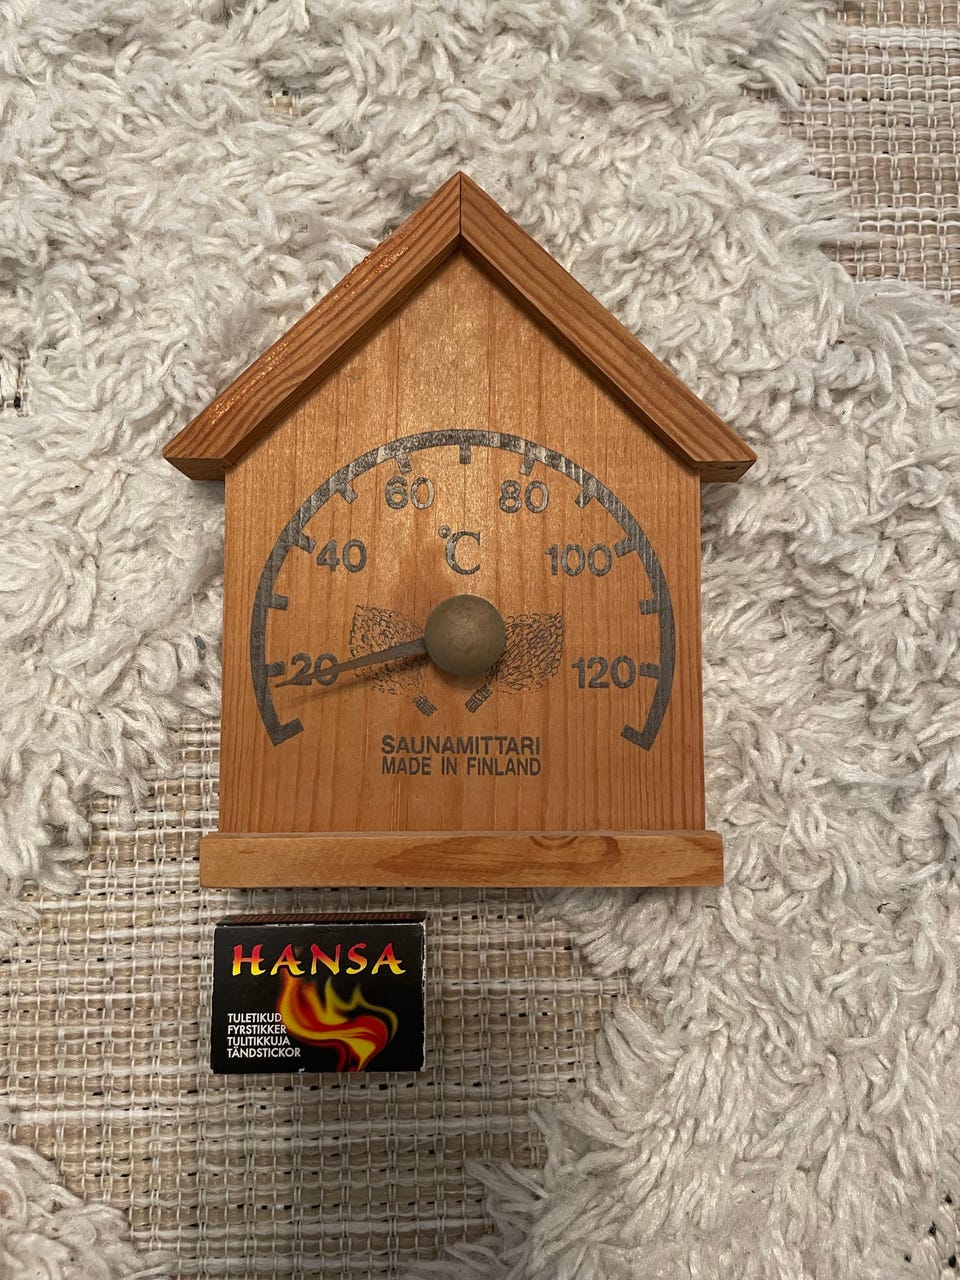 60 80
°C
40 100
20 120
SAUNAMITTARI
MADE IN FINLAND
HANSA
TULETIKUD
FYRSTIKKER
TULITIKKUJA
TÄNDSTICKOR